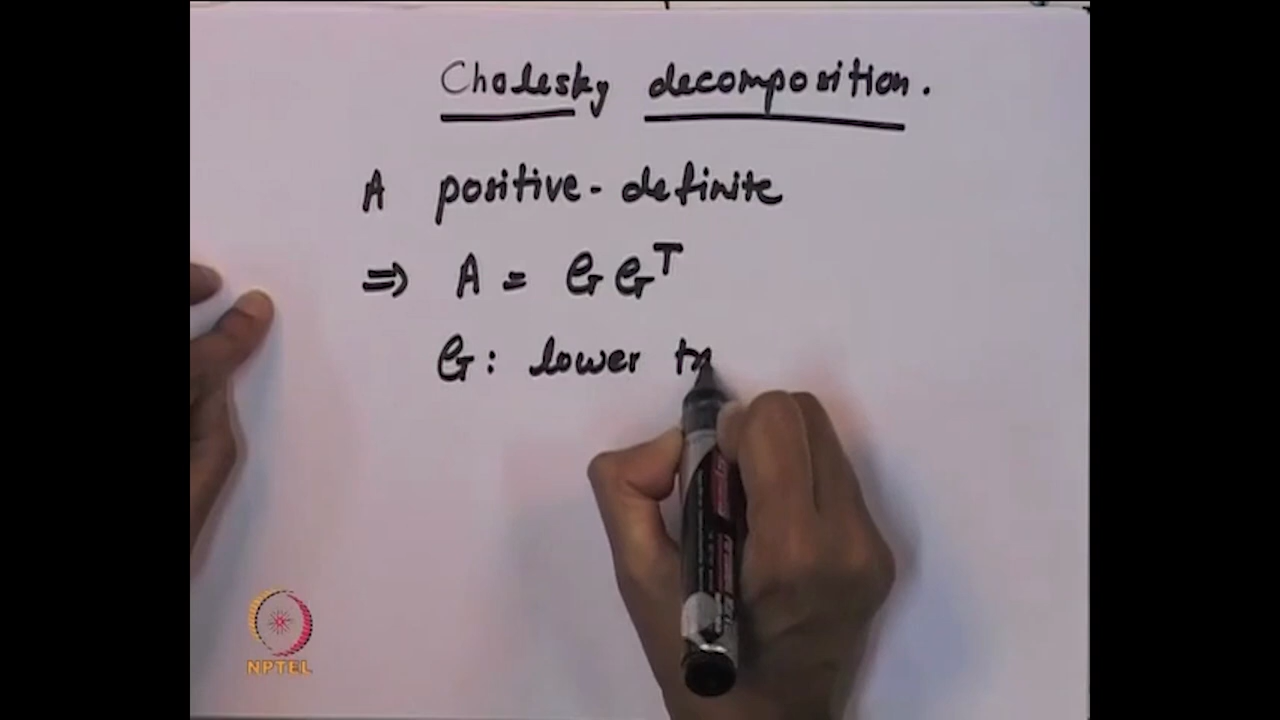 Cholesky decomposition.
A positive-definite
⇒ A = G G^T
G: lower tr
NPTEL